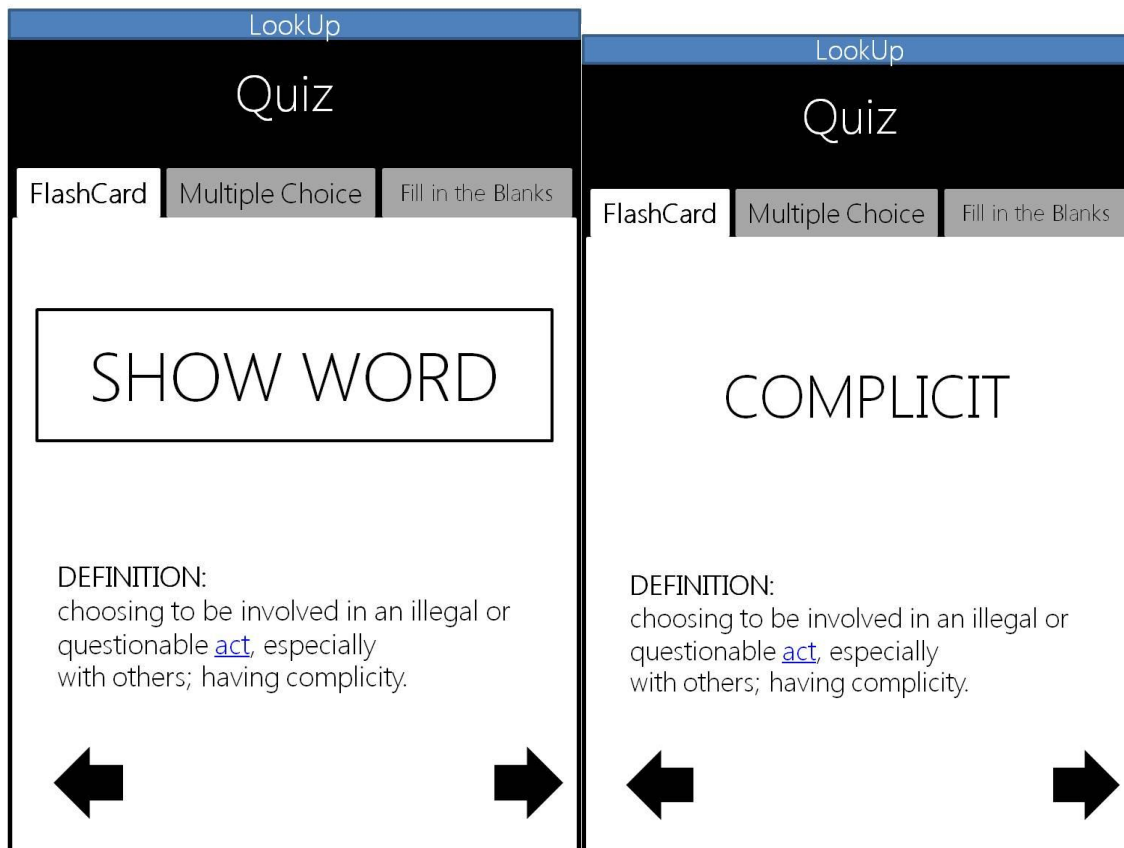 LookUp
Quiz
FlashCard Multiple Choice Fill in the Blanks
SHOW WORD
DEFINITION:
choosing to be involved in an illegal or
questionable act, especially
with others; having complicity.
LookUp
Quiz
FlashCard Multiple Choice Fill in the Blanks
COMPLICIT
DEFINITION:
choosing to be involved in an illegal or
questionable act, especially
with others; having complicity.